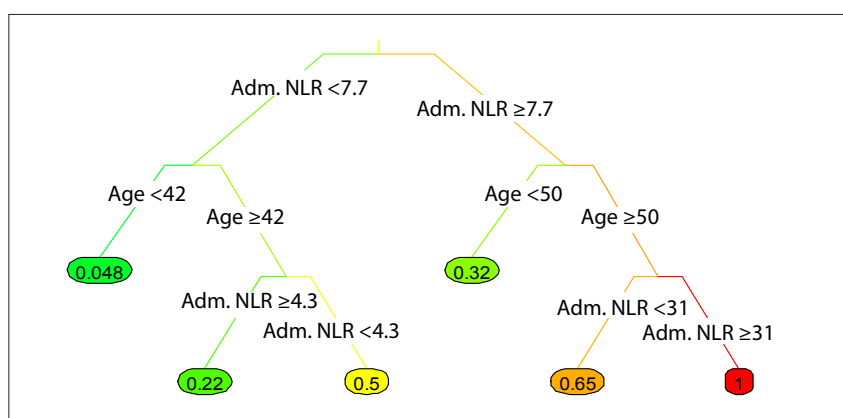 Adm. NLR <7.7
Adm. NLR ≥7.7
Age <42
Age <50
Age ≥42
Age ≥50
0.048
0.32
Adm. NLR ≥4.3
Adm. NLR <31
Adm. NLR <4.3
Adm. NLR ≥31
0.22
0.5
0.65
1